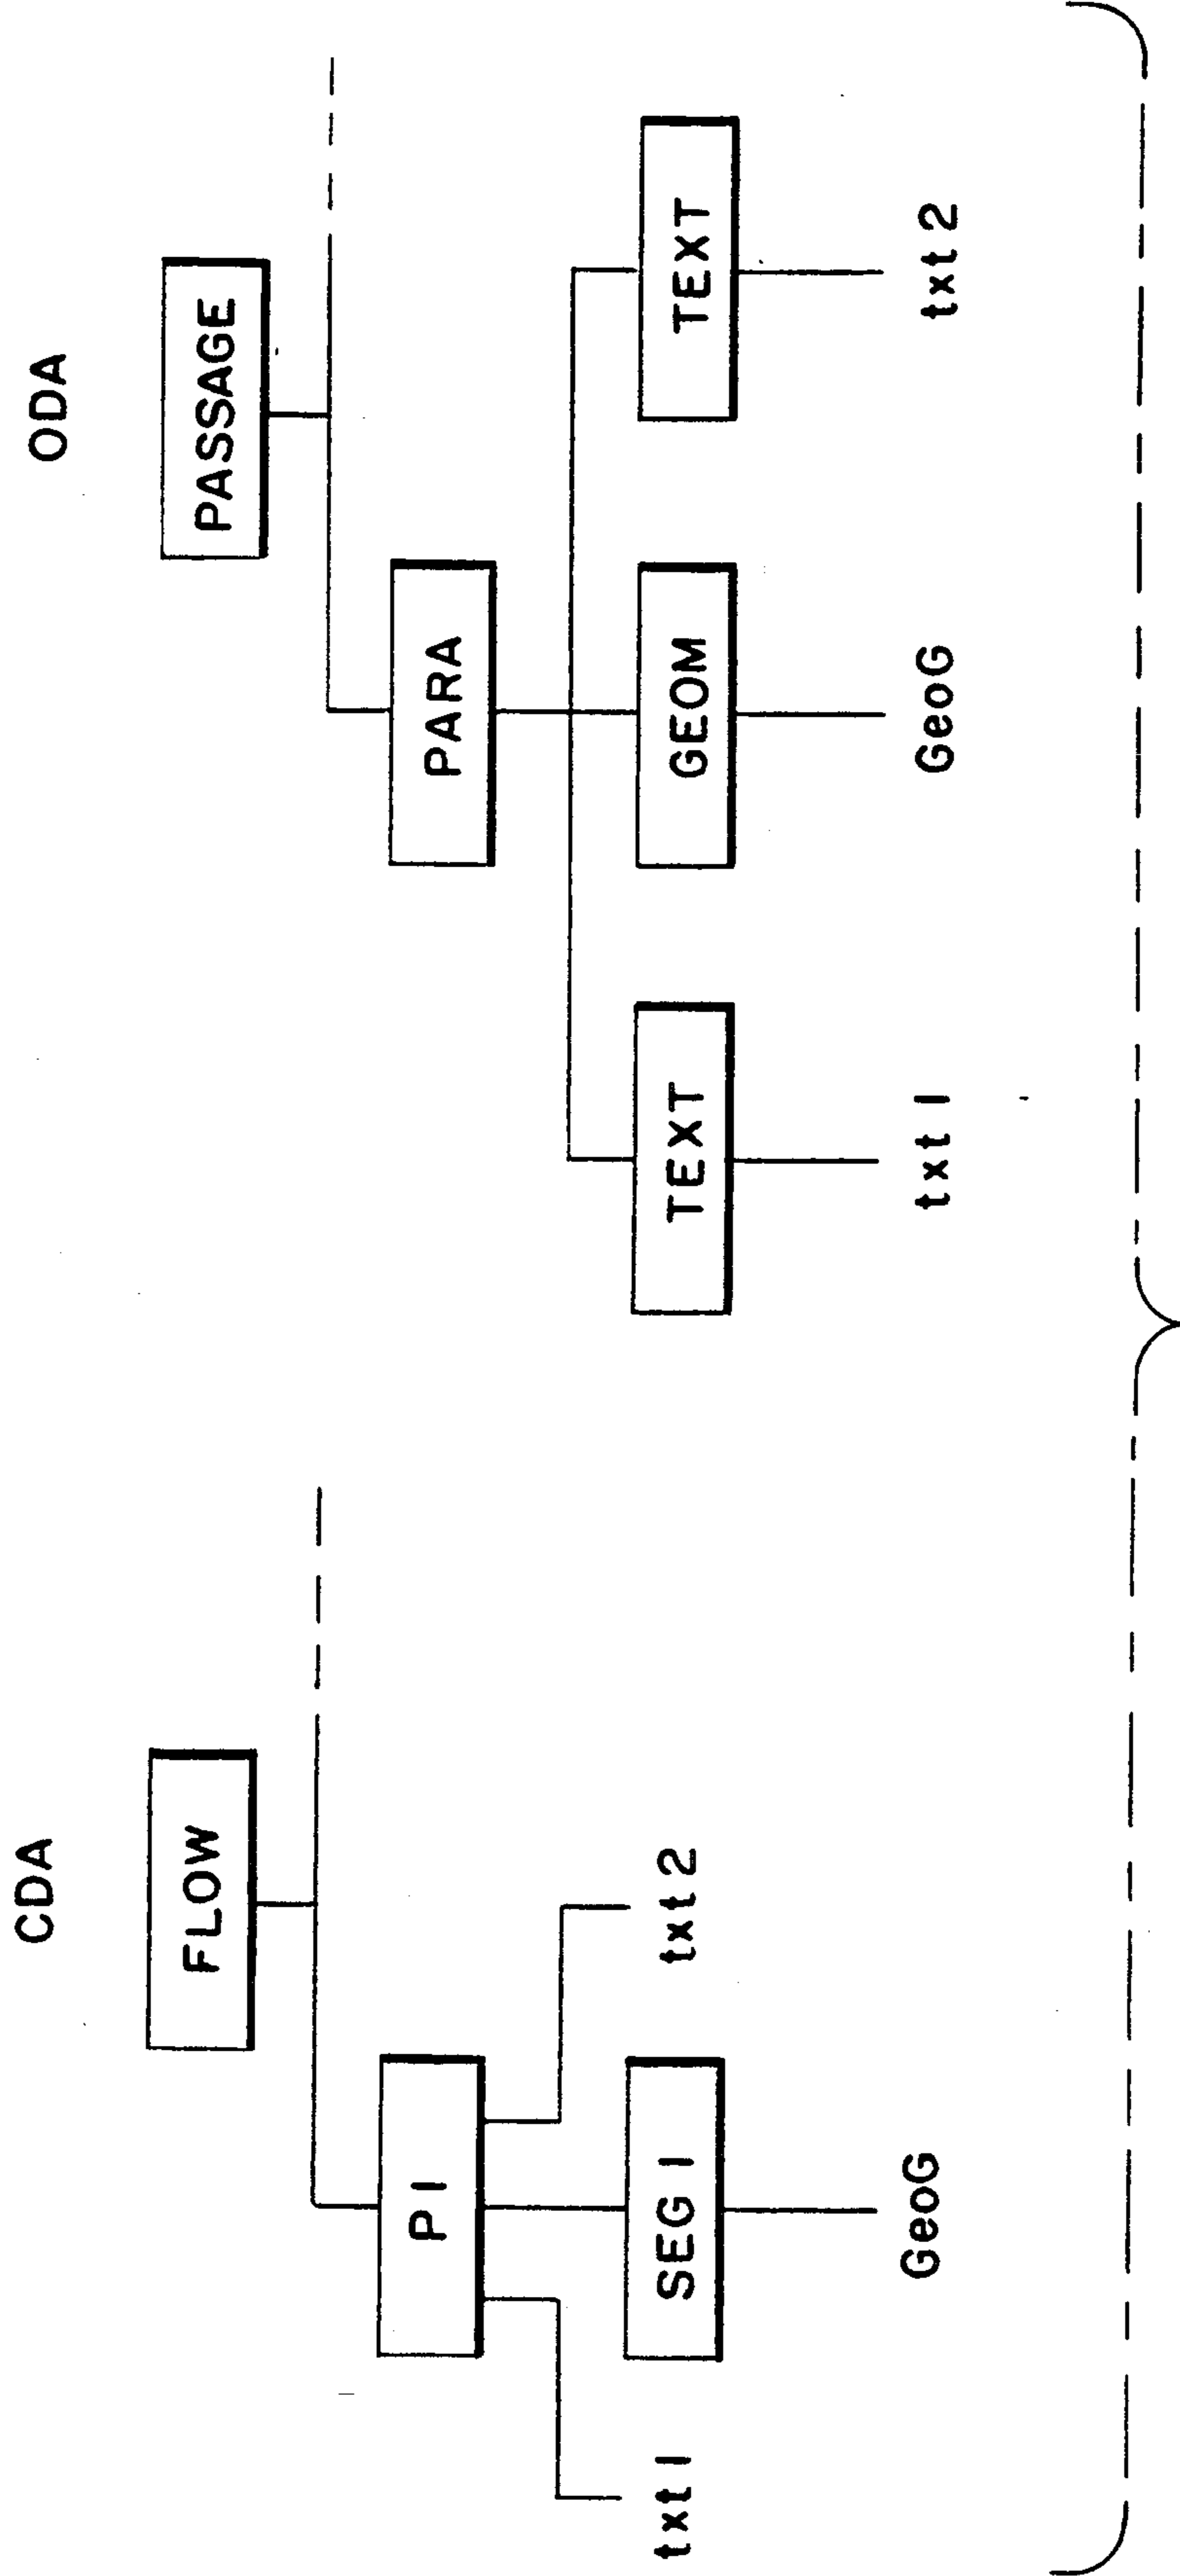 CDA
FLOW
P1
txt 1
SEG 1
txt 2
GeoG
ODA
PASSAGE
PARA
TEXT
GEOM
TEXT
txt 1
GeoG
txt 2